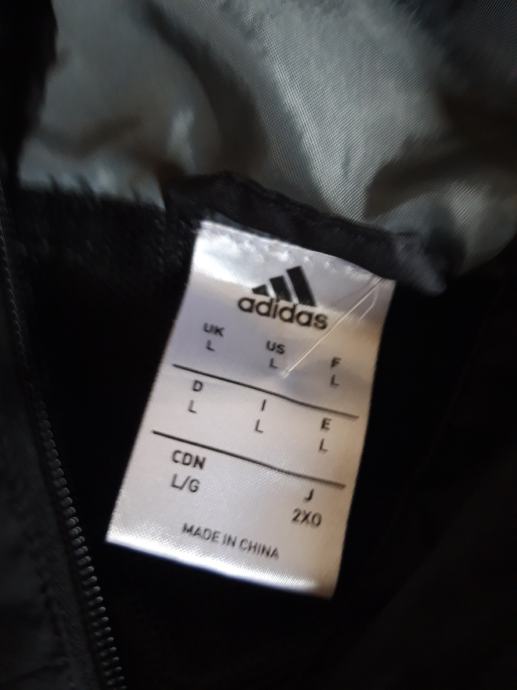 adidas
UK US F
L L L
D I E
L L L
CDN J
L/G 2XO
MADE IN CHINA